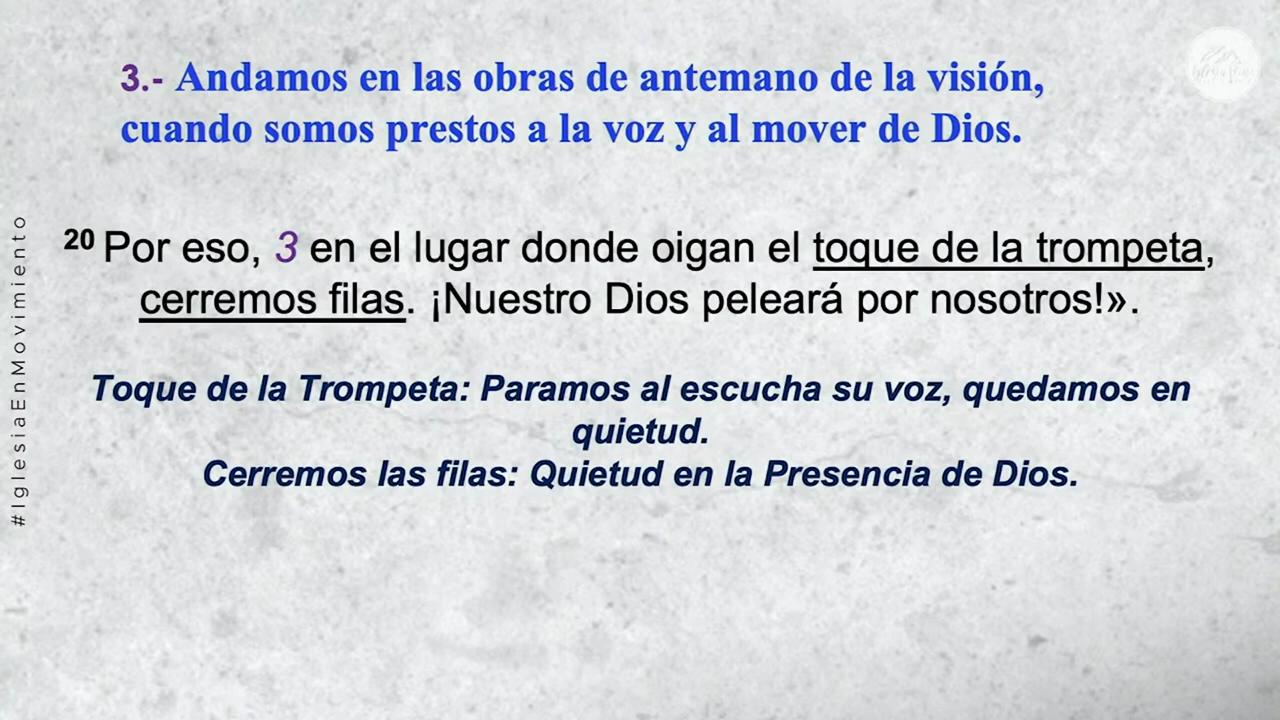 3.- Andamos en las obras de antemano de la visión,
cuando somos prestos a la voz y al mover de Dios.
20 Por eso, 3 en el lugar donde oigan el toque de la trompeta,
cerremos filas. ¡Nuestro Dios peleará por nosotros!».
Toque de la Trompeta: Paramos al escucha su voz, quedamos en
quietud.
Cerremos las filas: Quietud en la Presencia de Dios.
#IglesiaEnMovimiento